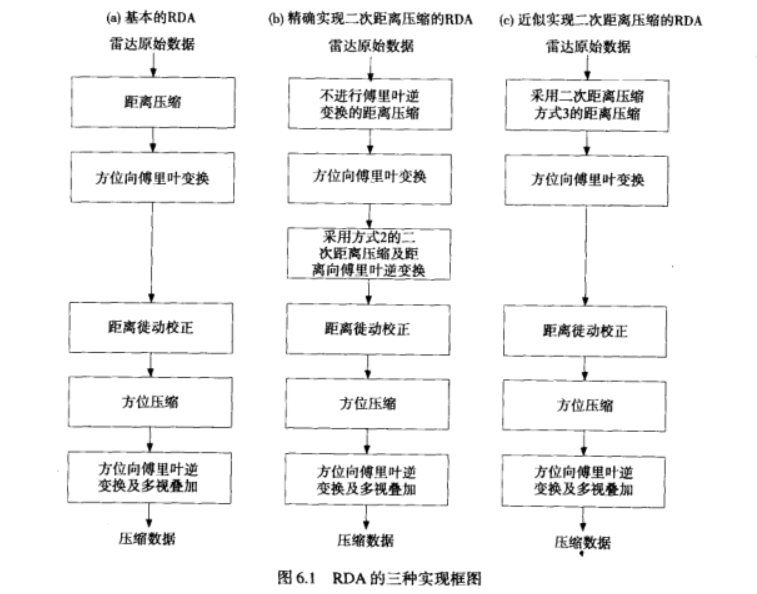 (a) 基本的RDA
雷达原始数据
距离压缩
方位向傅里叶变换
距离徙动校正
方位压缩
方位向傅里叶逆
变换及多视叠加
压缩数据
(b) 精确实现二次距离压缩的RDA
雷达原始数据
不进行傅里叶逆
变换的距离压缩
方位向傅里叶变换
采用方式2的二
次距离压缩及距
离向傅里叶逆变换
距离徙动校正
方位压缩
方位向傅里叶逆
变换及多视叠加
压缩数据
(c) 近似实现二次距离压缩的RDA
雷达原始数据
采用二次距离压缩
方式3的距离压缩
方位向傅里叶变换
距离徙动校正
方位压缩
方位向傅里叶逆
变换及多视叠加
压缩数据
图 6.1 RDA 的三种实现框图